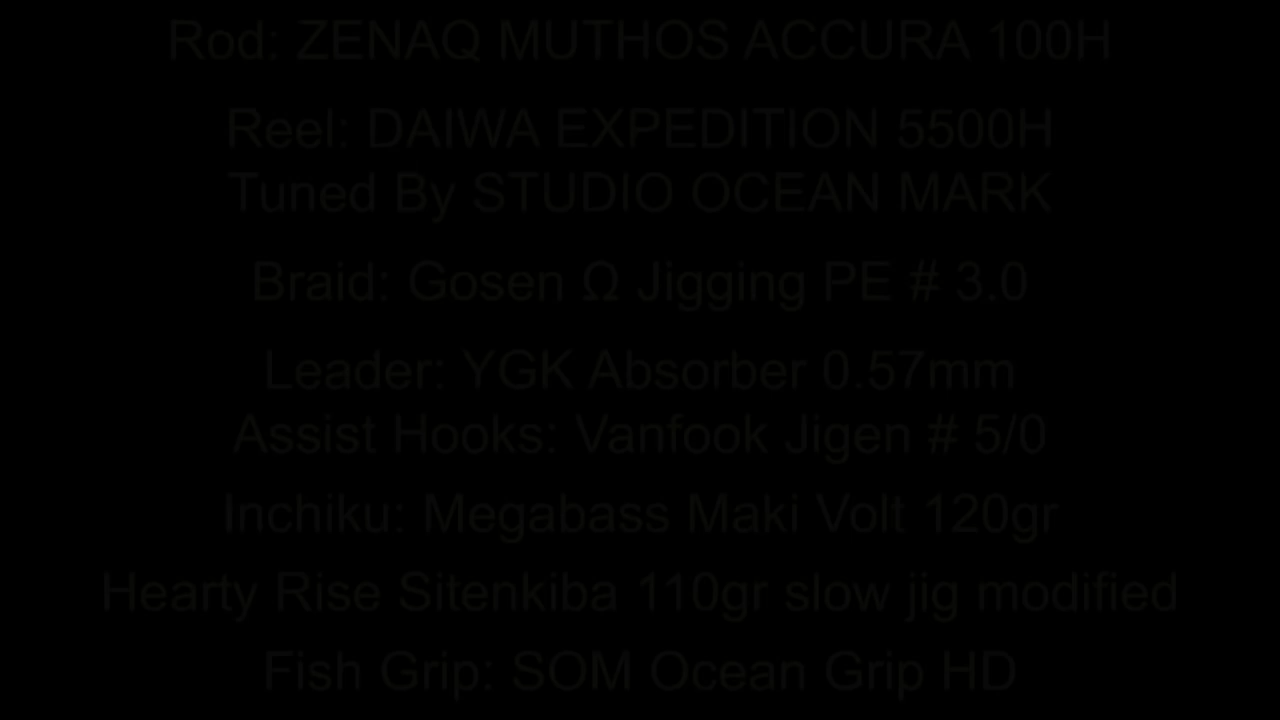 Rod: ZENAQ MUTHOS ACCURA 100H
Reel: DAIWA EXPEDITION 5500H
Tuned By STUDIO OCEAN MARK
Braid: Gosen Ω Jigging PE # 3.0
Leader: YGK Absorber 0.57mm
Assist Hooks: Vanfook Jigen # 5/0
Inchiku: Megabass Maki Volt 120gr
Hearty Rise Sitenkiba 110gr slow jig modified
Fish Grip: SOM Ocean Grip HD